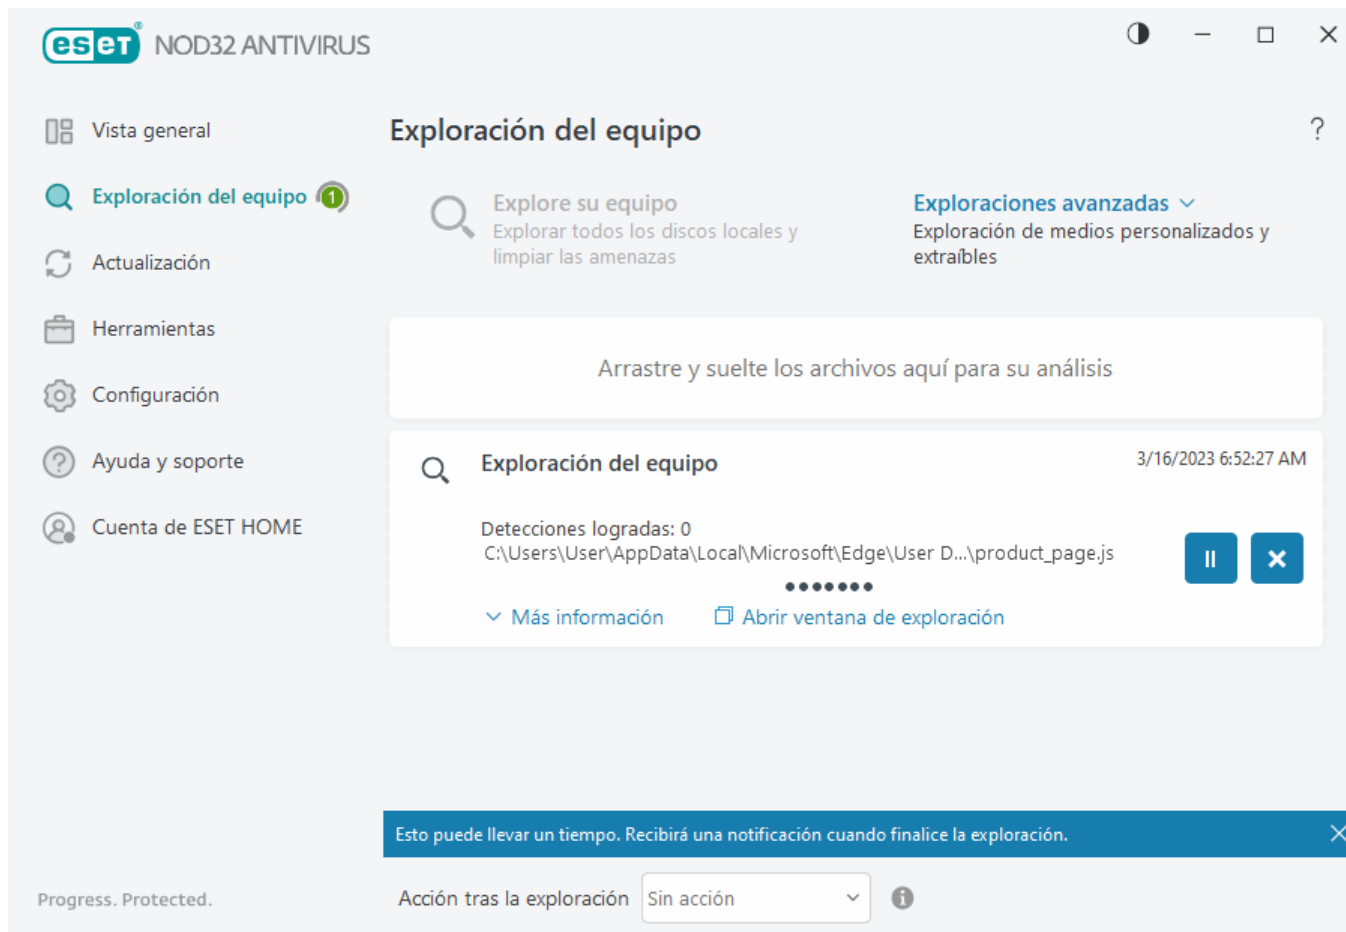 eset® NOD32 ANTIVIRUS
Vista general
Exploración del equipo 1
Actualización
Herramientas
Configuración
Ayuda y soporte
Cuenta de ESET HOME
Progress. Protected.
Exploración del equipo ?
Explore su equipo
Explorar todos los discos locales y
limpiar las amenazas
Exploraciones avanzadas
Exploración de medios personalizados y
extraíbles
Arrastre y suelte los archivos aquí para su análisis
Exploración del equipo 3/16/2023 6:52:27 AM
Detecciones logradas: 0
C:\Users\User\AppData\Local\Microsoft\Edge\User D...\product_page.js
Más información Abrir ventana de exploración
Esto puede llevar un tiempo. Recibirá una notificación cuando finalice la exploración.
Acción tras la exploración Sin acción